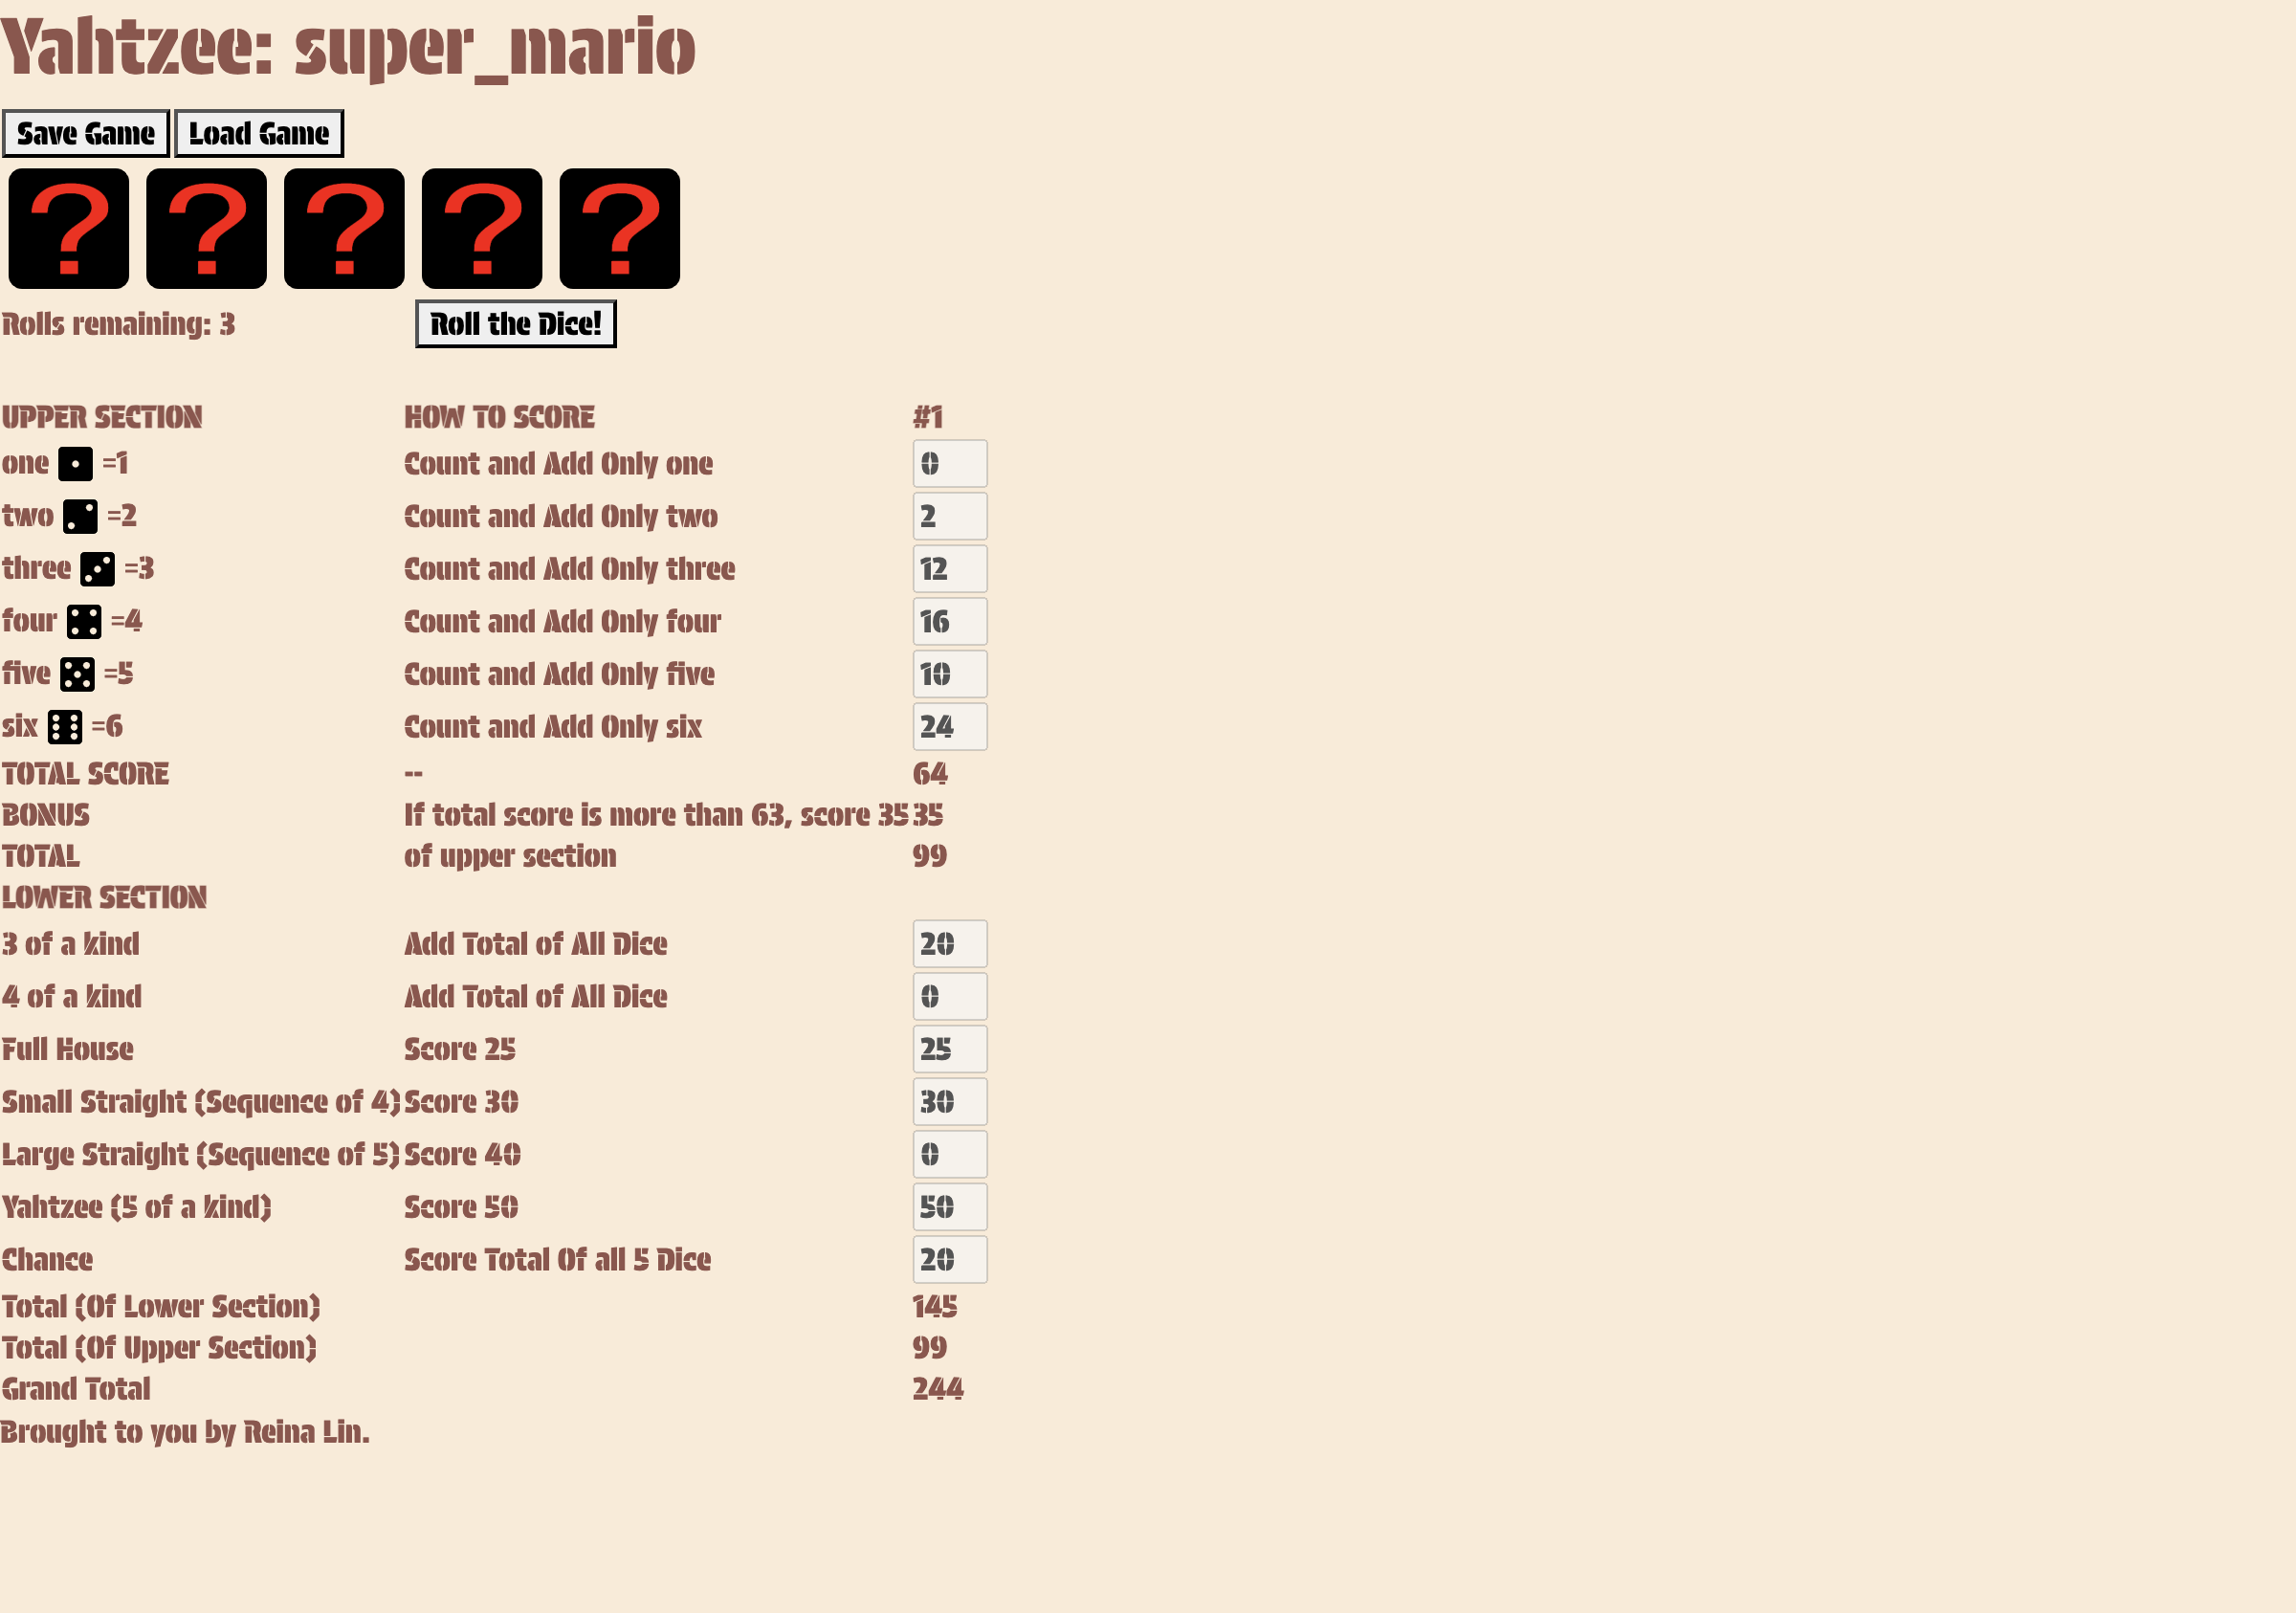 Yahtzee: super_mario
Save Game Load Game
? ? ? ? ?
Rolls remaining: 3 Roll the Dice!
UPPER SECTION HOW TO SCORE #1
one =1 Count and Add Only one 0
two =2 Count and Add Only two 2
three =3 Count and Add Only three 12
four =4 Count and Add Only four 16
five =5 Count and Add Only five 10
six =6 Count and Add Only six 24
TOTAL SCORE -- 64
BONUS If total score is more than 63, score 35 35
TOTAL of upper section 99
LOWER SECTION
3 of a kind Add Total of All Dice 20
4 of a kind Add Total of All Dice 0
Full House Score 25 25
Small Straight (Sequence of 4) Score 30 30
Large Straight (Sequence of 5) Score 40 0
Yahtzee (5 of a kind) Score 50 50
Chance Score Total Of all 5 Dice 20
Total (Of Lower Section) 145
Total (Of Upper Section) 99
Grand Total 244
Brought to you by Reina Lin.